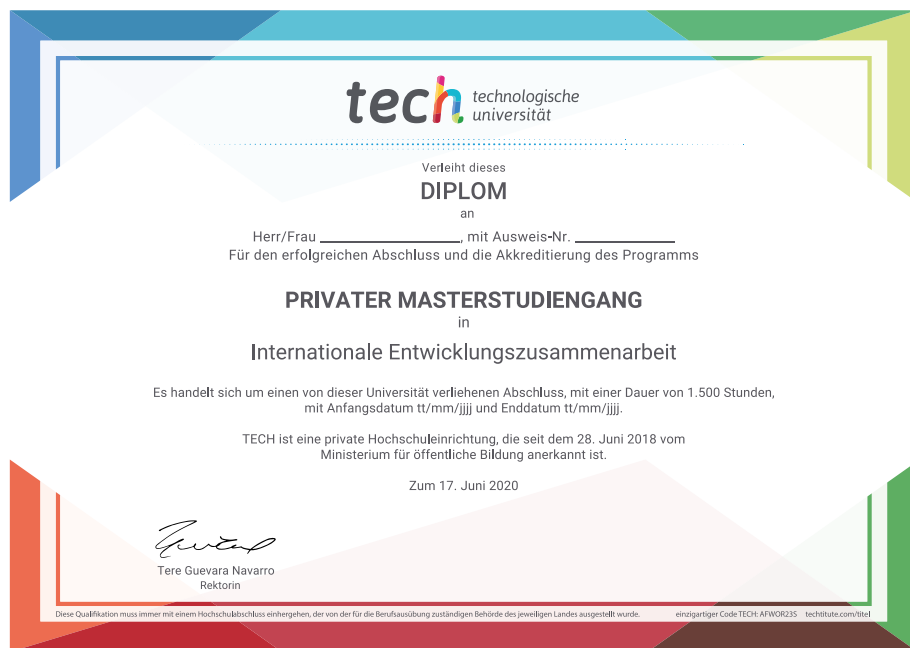 tech technologische
universität
Verleiht dieses
DIPLOM
an
Herr/Frau ____________________, mit Ausweis-Nr. ______________
Für den erfolgreichen Abschluss und die Akkreditierung des Programms
PRIVATER MASTERSTUDIENGANG
in
Internationale Entwicklungszusammenarbeit
Es handelt sich um einen von dieser Universität verliehenen Abschluss, mit einer Dauer von 1.500 Stunden,
mit Anfangsdatum tt/mm/jjjj und Enddatum tt/mm/jjjj.
TECH ist eine private Hochschuleinrichtung, die seit dem 28. Juni 2018 vom
Ministerium für öffentliche Bildung anerkannt ist.
Zum 17. Juni 2020
Tere Guevara Navarro
Rektorin
Diese Qualifikation muss immer mit einem Hochschulabschluss einhergehen, der von der für die Berufsausübung zuständigen Behörde des jeweiligen Landes ausgestellt wurde. einzigartiger Code TECH: AFWOR23S techtitute.com/titel